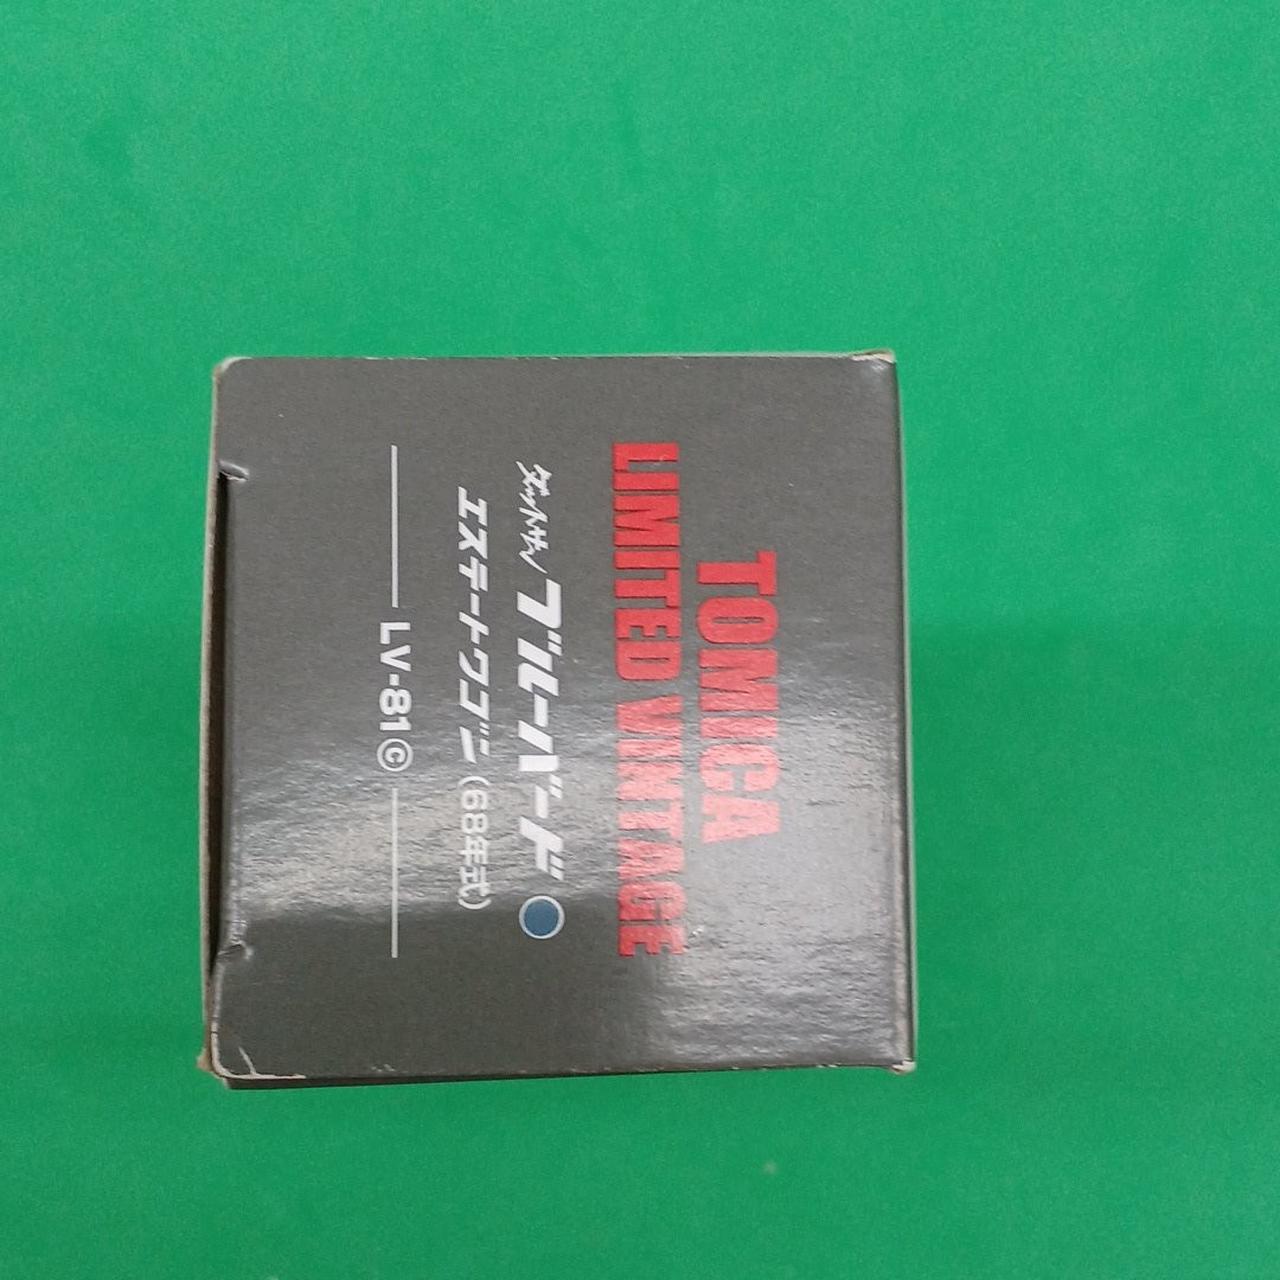 TOMICA
LIMITED VINTAGE
ダットサン ブルーバード
エステートワゴン（68年式）
LV-81ⓒ